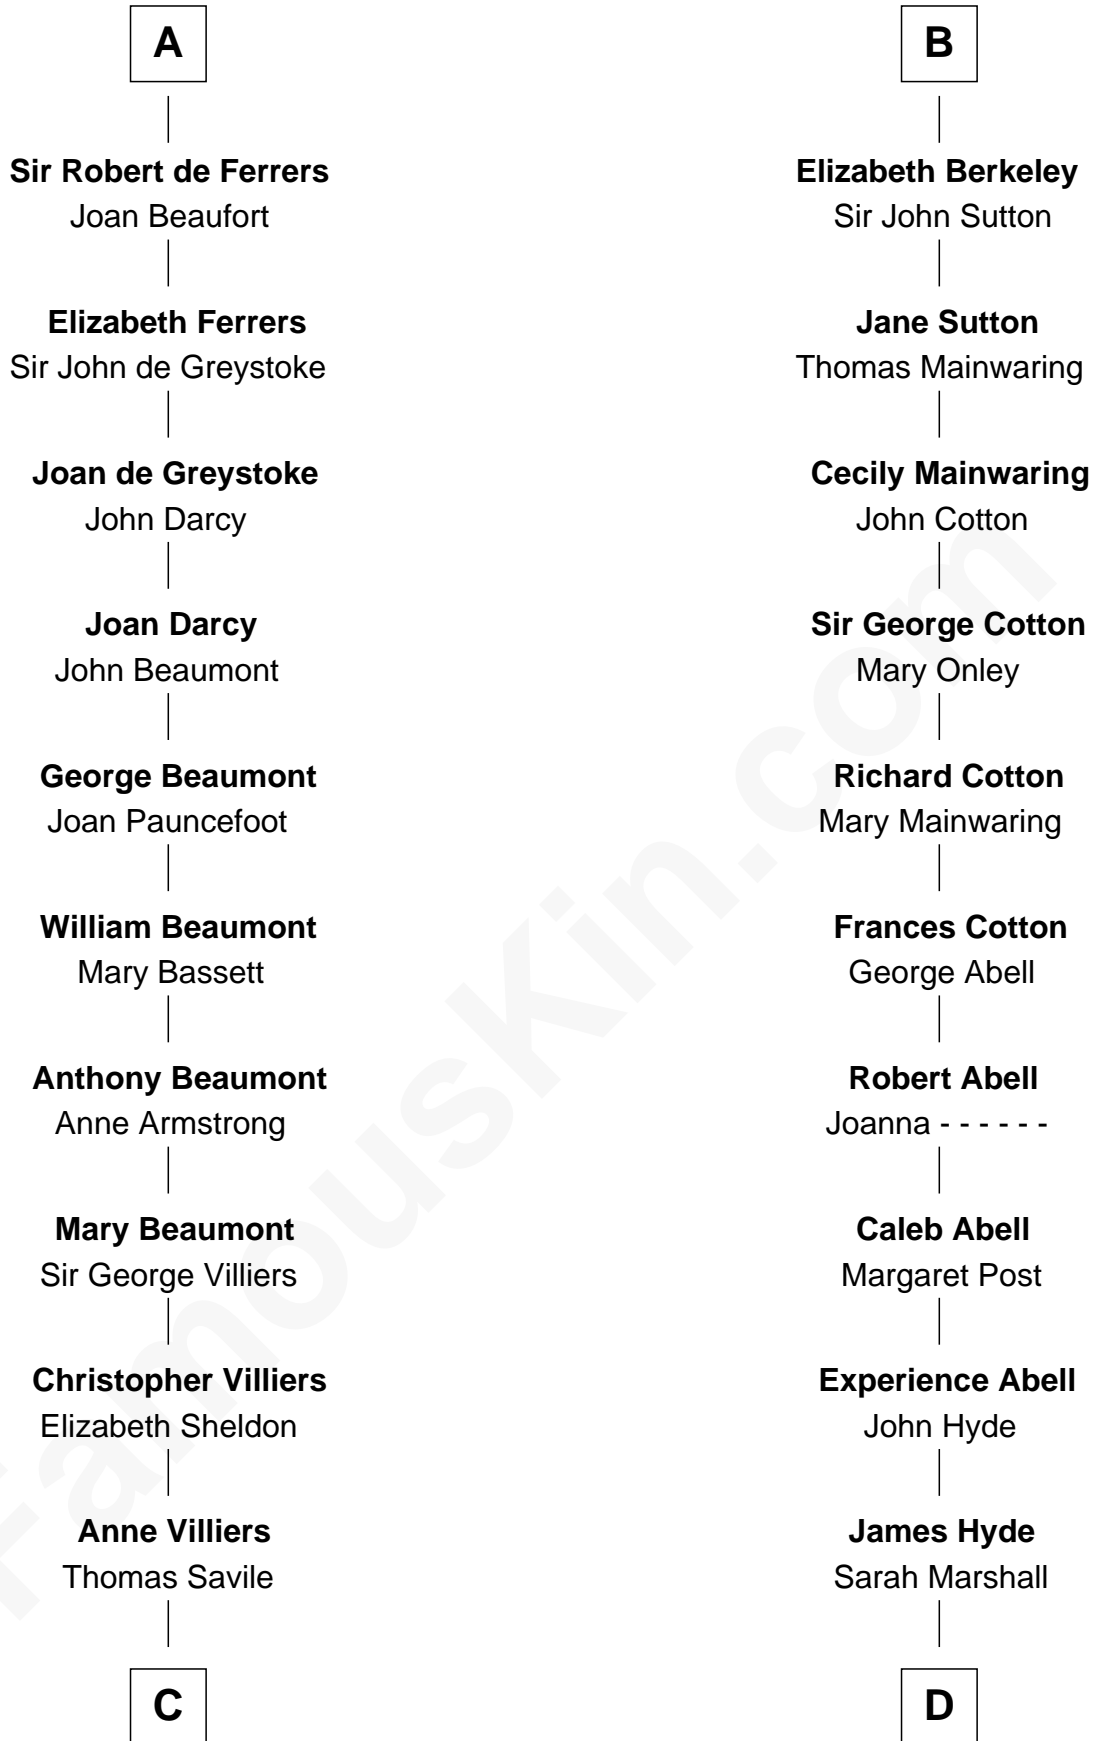 A
Sir Robert de Ferrers
Joan Beaufort
Elizabeth Ferrers
Sir John de Greystoke
Joan de Greystoke
John Darcy
Joan Darcy
John Beaumont
George Beaumont
Joan Pauncefoot
William Beaumont
Mary Bassett
Anthony Beaumont
Anne Armstrong
Mary Beaumont
Sir George Villiers
Christopher Villiers
Elizabeth Sheldon
Anne Villiers
Thomas Savile
C
B
Elizabeth Berkeley
Sir John Sutton
Jane Sutton
Thomas Mainwaring
Cecily Mainwaring
John Cotton
Sir George Cotton
Mary Onley
Richard Cotton
Mary Mainwaring
Frances Cotton
George Abell
Robert Abell
Joanna - - - - - -
Caleb Abell
Margaret Post
Experience Abell
John Hyde
James Hyde
Sarah Marshall
D
FamousKin.com